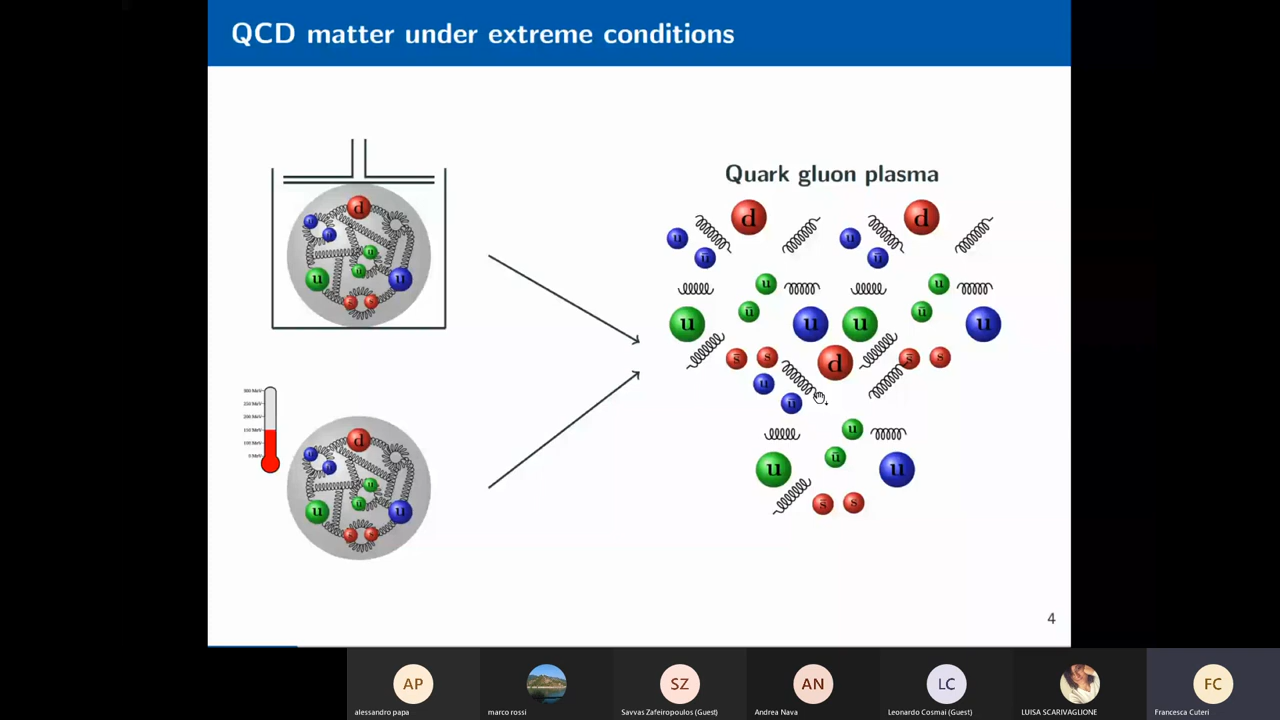 QCD matter under extreme conditions
Quark gluon plasma
d
u
ū
u
ū
u
u
s̄
s
d
u
ū
u
ū
u
u
s̄
s
d
u
ū
u
ū
u
u
s̄
s
d
u
u
u
s
s
d
u
u
u
s
s
4
AP
SZ
AN
LC
FC
alessandro papa
marco rossi
Savvas Zafeiropoulos (Guest)
Andrea Nava
Leonardo Cosmai (Guest)
LUISA SCARIVAGLIONE
Francesca Cuteri